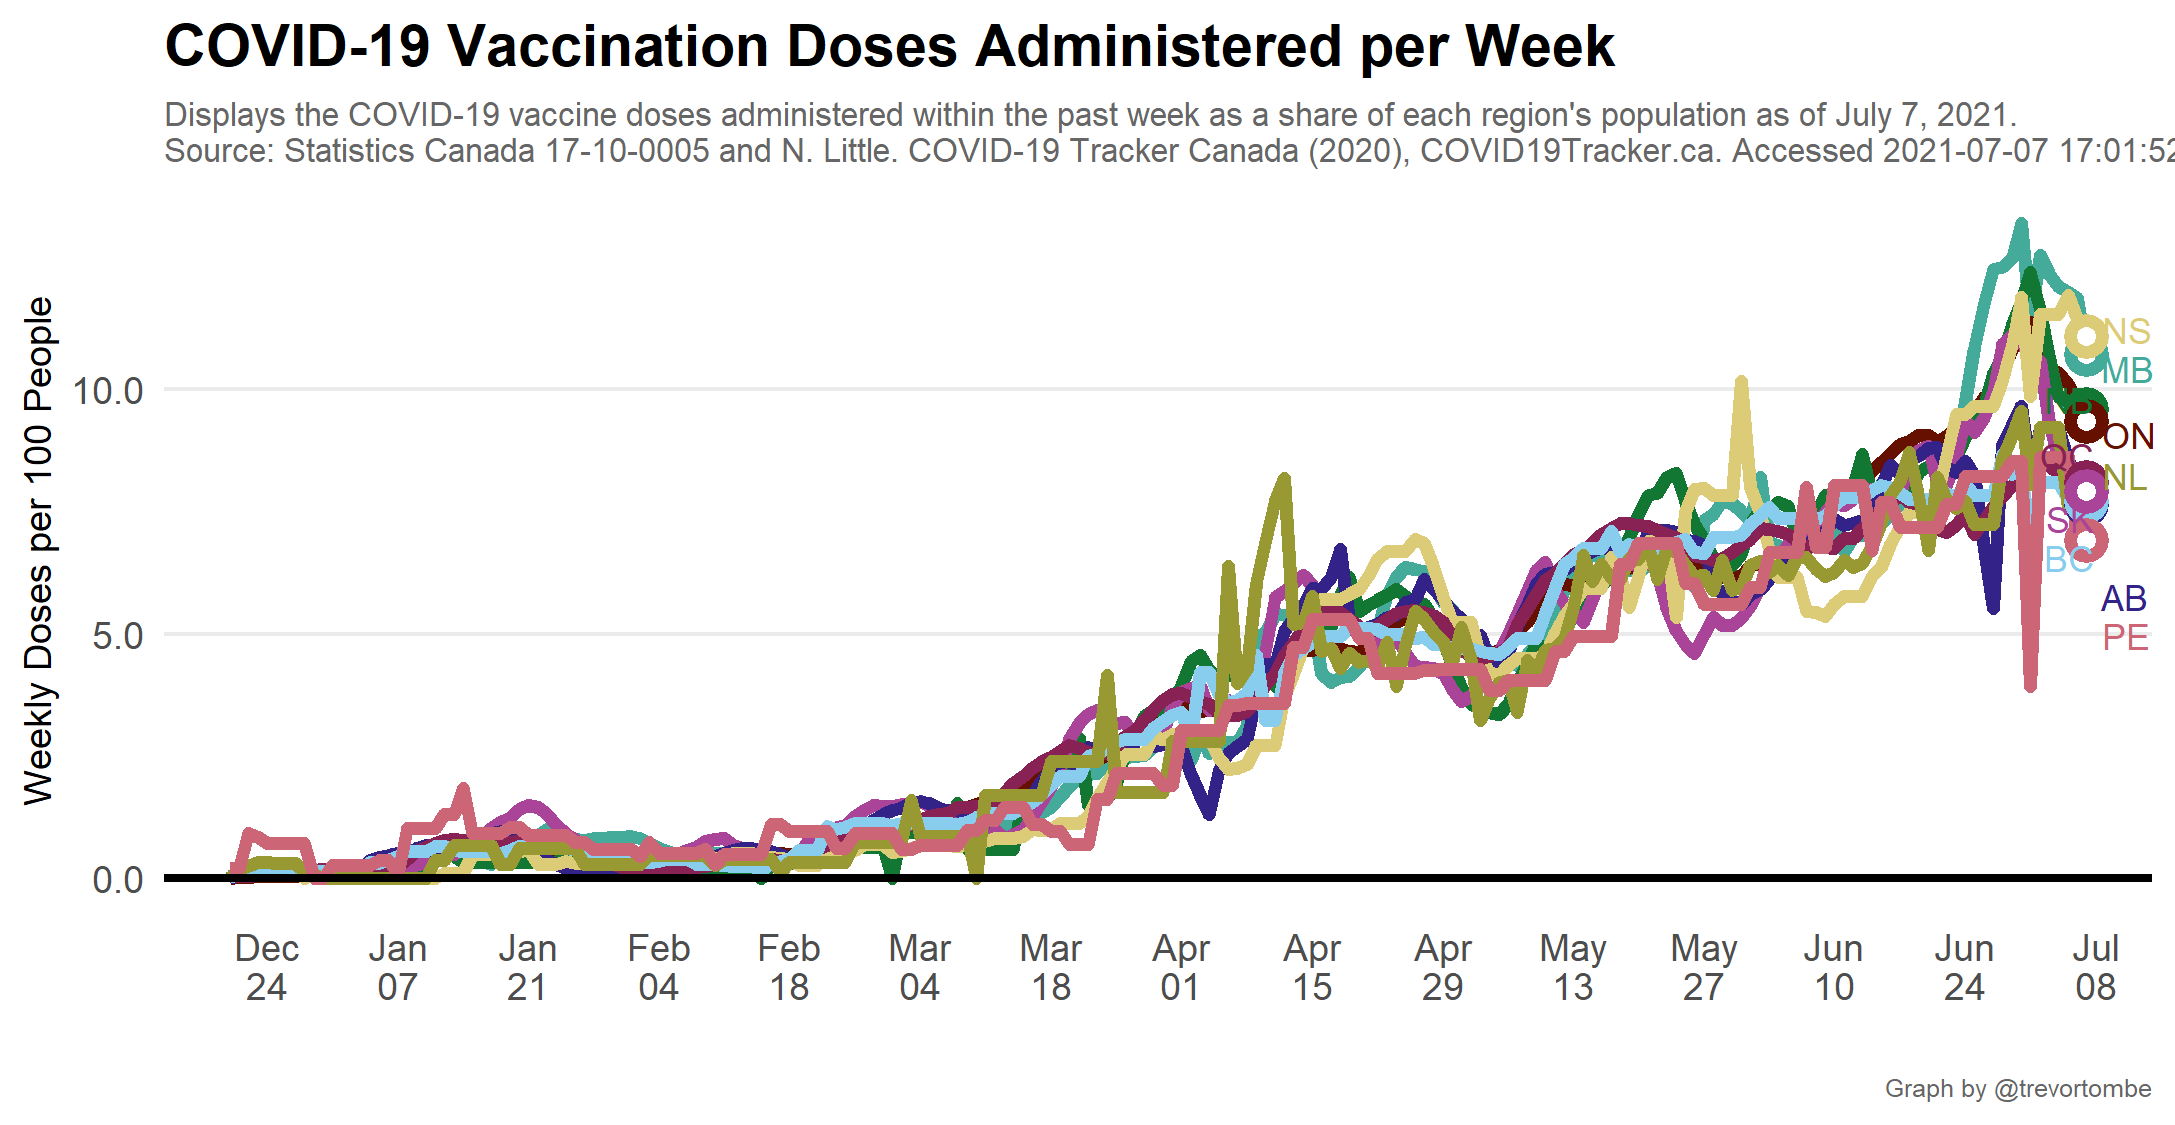 COVID-19 Vaccination Doses Administered per Week
Displays the COVID-19 vaccine doses administered within the past week as a share of each region's population as of July 7, 2021.
Source: Statistics Canada 17-10-0005 and N. Little. COVID-19 Tracker Canada (2020), COVID19Tracker.ca. Accessed 2021-07-07 17:01:52
Weekly Doses per 100 People
10.0
5.0
0.0
NS
MB
ON
QC
NL
SK
BC
AB
PE
Dec 24
Jan 07
Jan 21
Feb 04
Feb 18
Mar 04
Mar 18
Apr 01
Apr 15
Apr 29
May 13
May 27
Jun 10
Jun 24
Jul 08
Graph by @trevortombe